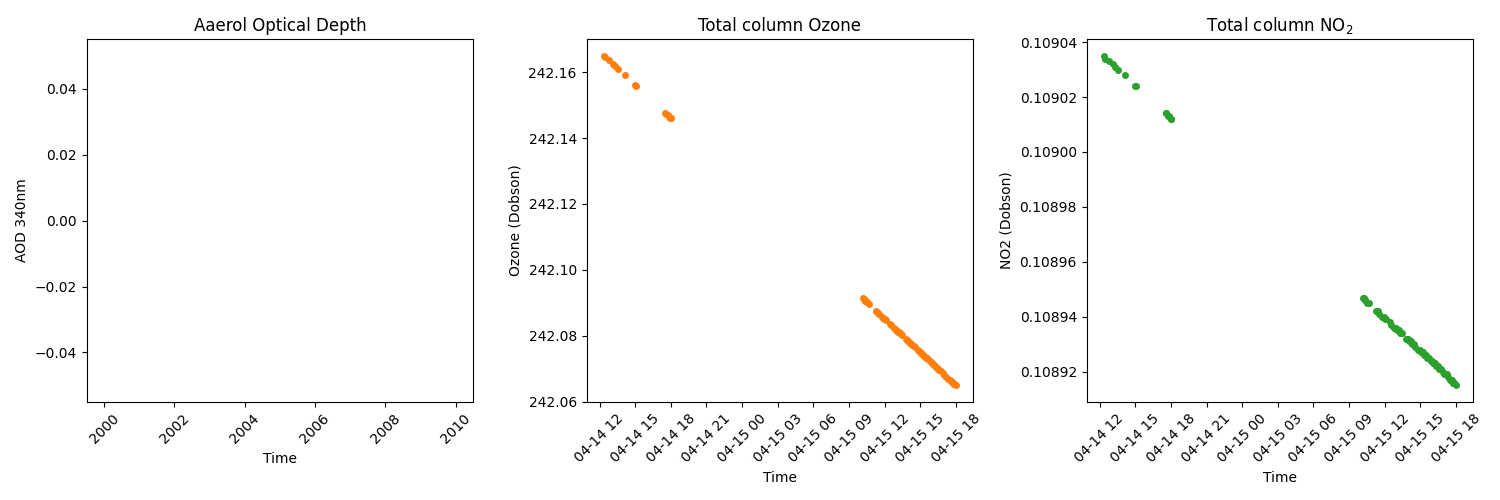 Aaerol Optical Depth
AOD 340nm
0.04
0.02
0.00
−0.02
−0.04
2000 2002 2004 2006 2008 2010
Time
Total column Ozone
Ozone (Dobson)
242.16
242.14
242.12
242.10
242.08
242.06
04-14 12 04-14 15 04-14 18 04-14 21 04-15 00 04-15 03 04-15 06 04-15 09 04-15 12 04-15 15 04-15 18
Time
Total column NO₂
NO2 (Dobson)
0.10904
0.10902
0.10900
0.10898
0.10896
0.10894
0.10892
04-14 12 04-14 15 04-14 18 04-14 21 04-15 00 04-15 03 04-15 06 04-15 09 04-15 12 04-15 15 04-15 18
Time